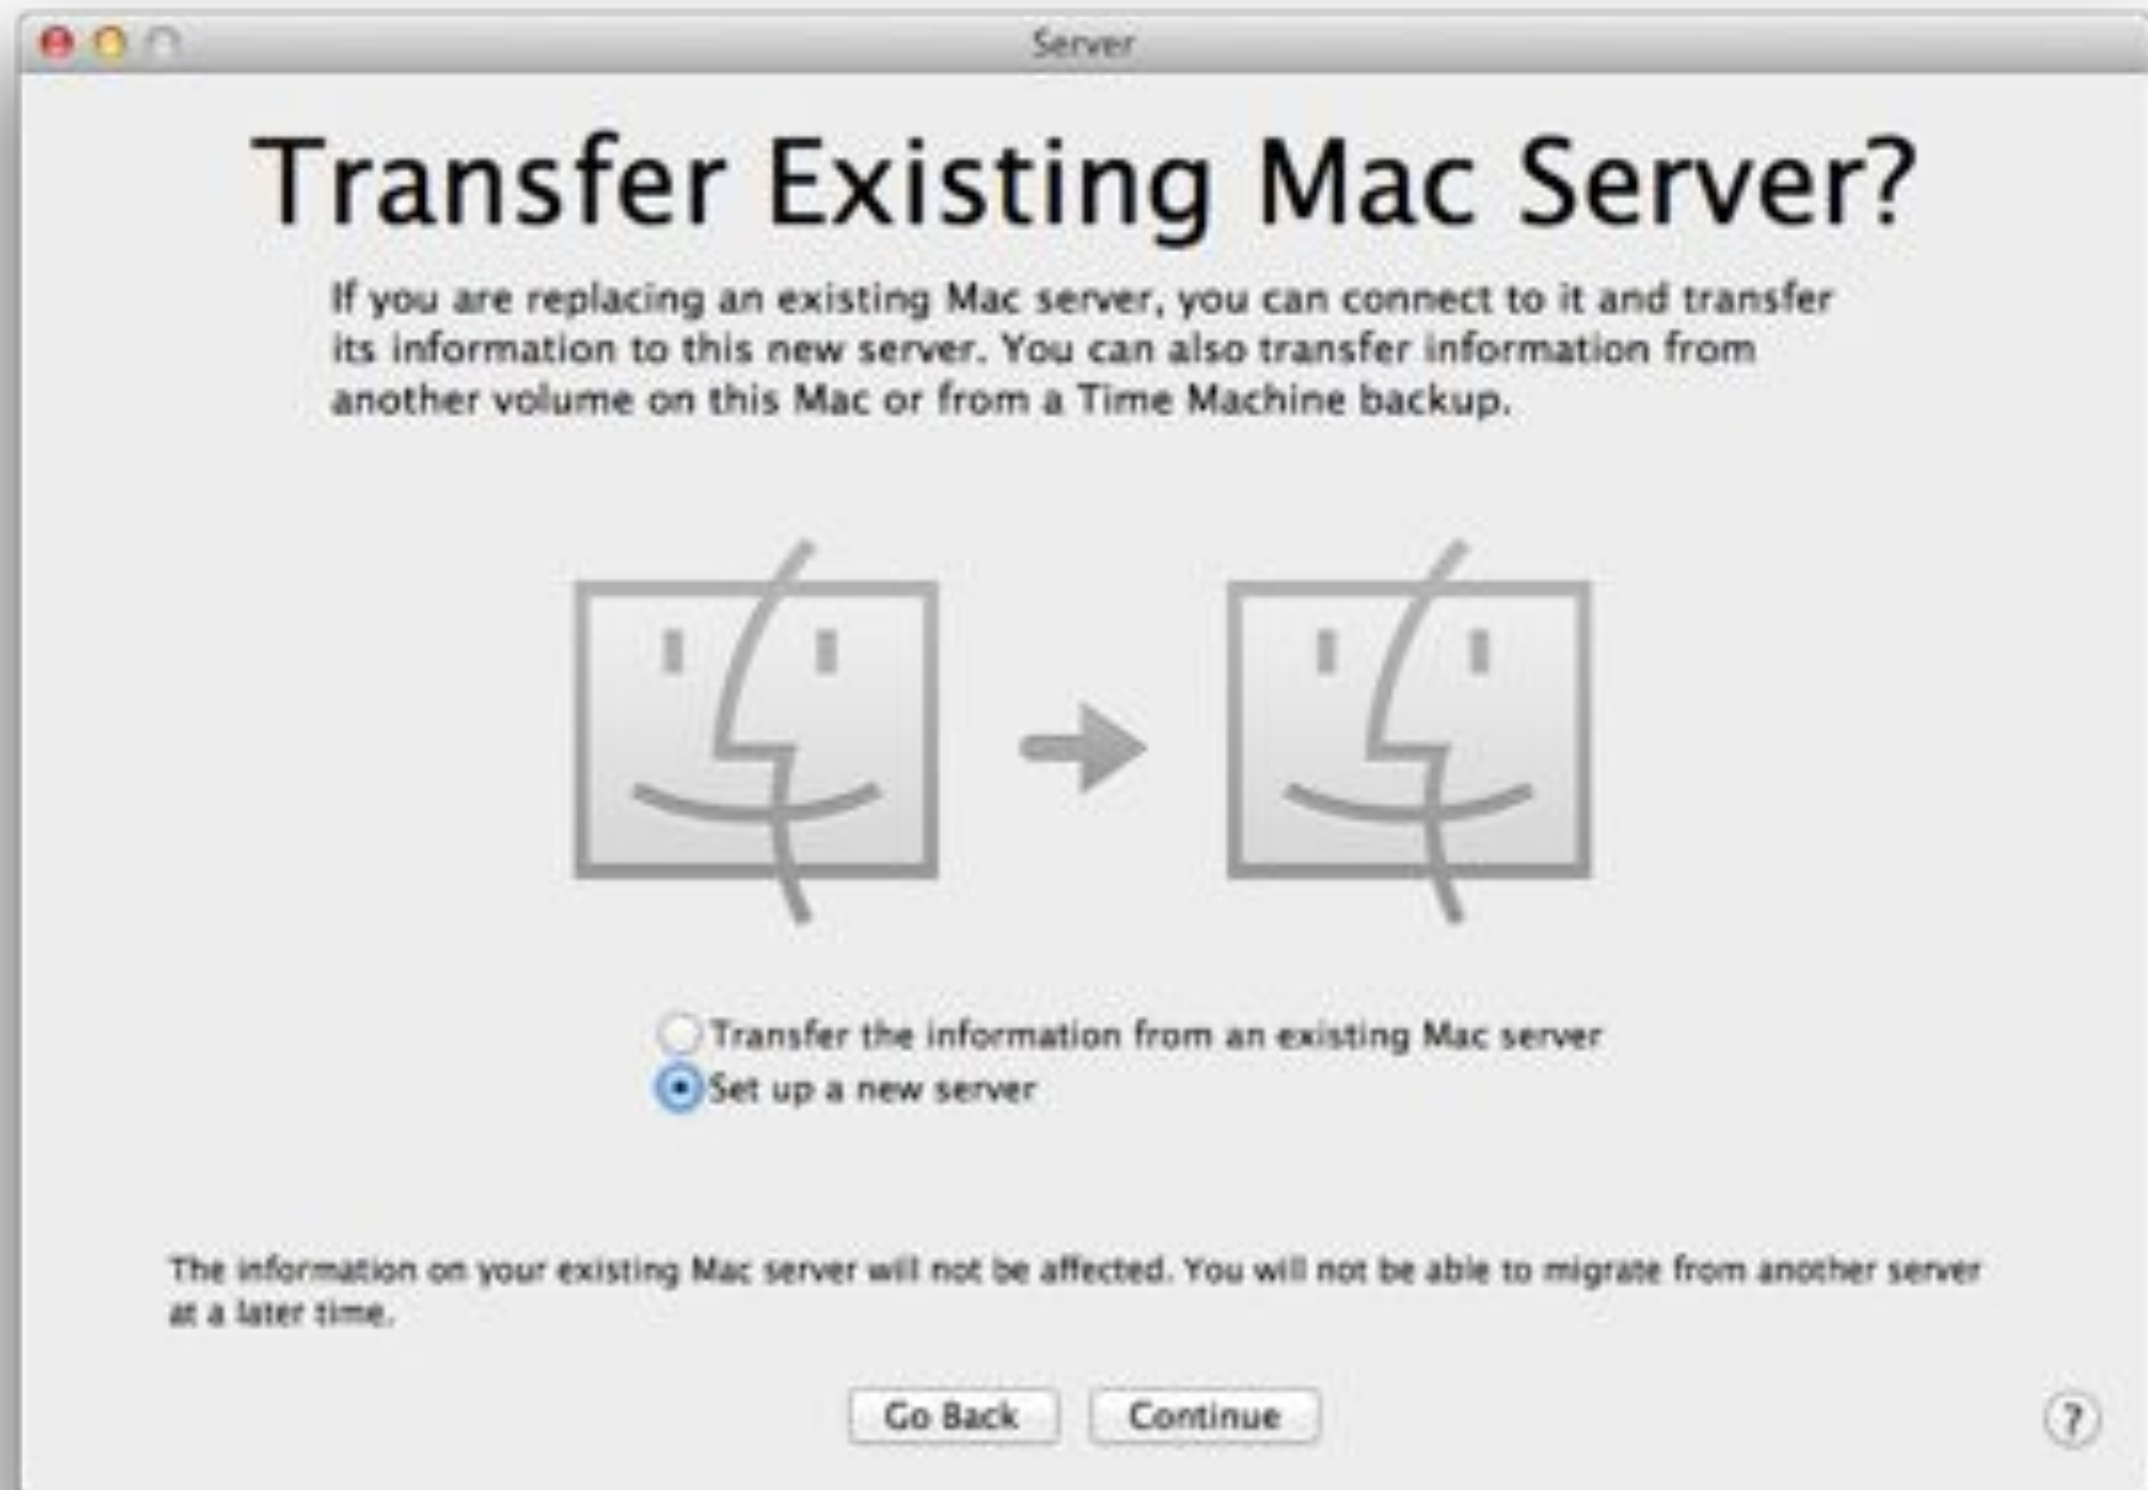 Server
Transfer Existing Mac Server?
If you are replacing an existing Mac server, you can connect to it and transfer
its information to this new server. You can also transfer information from
another volume on this Mac or from a Time Machine backup.
Transfer the information from an existing Mac server
Set up a new server
The information on your existing Mac server will not be affected. You will not be able to migrate from another server
at a later time.
Go Back
Continue
?